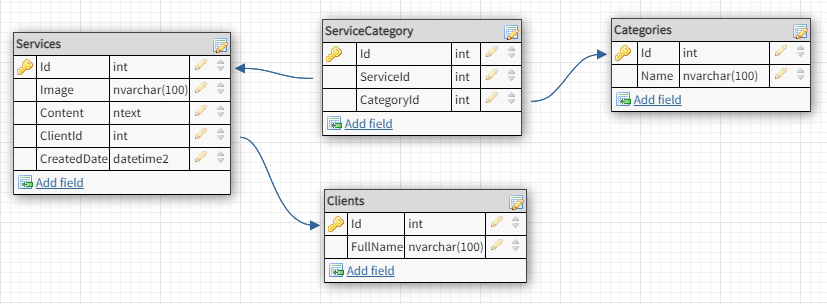 Services
Id int
Image nvarchar(100)
Content ntext
ClientId int
CreatedDate datetime2
Add field
ServiceCategory
Id int
ServiceId int
CategoryId int
Add field
Categories
Id int
Name nvarchar(100)
Add field
Clients
Id int
FullName nvarchar(100)
Add field